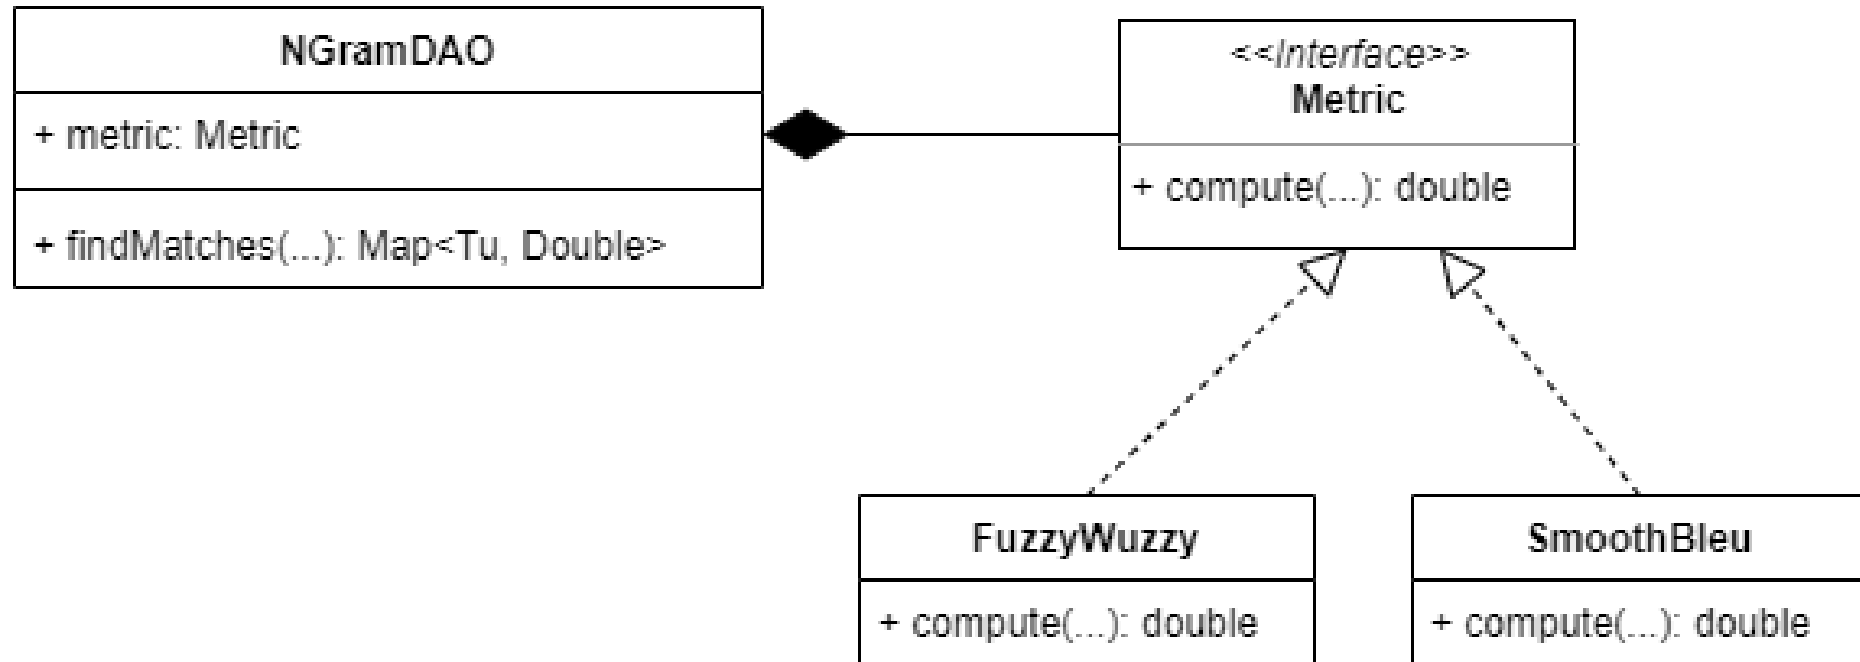 NGramDAO
+ metric: Metric
+ findMatches(...): Map<Tu, Double>
<<Interface>>
Metric
+ compute(...): double
FuzzyWuzzy
+ compute(...): double
SmoothBleu
+ compute(...): double